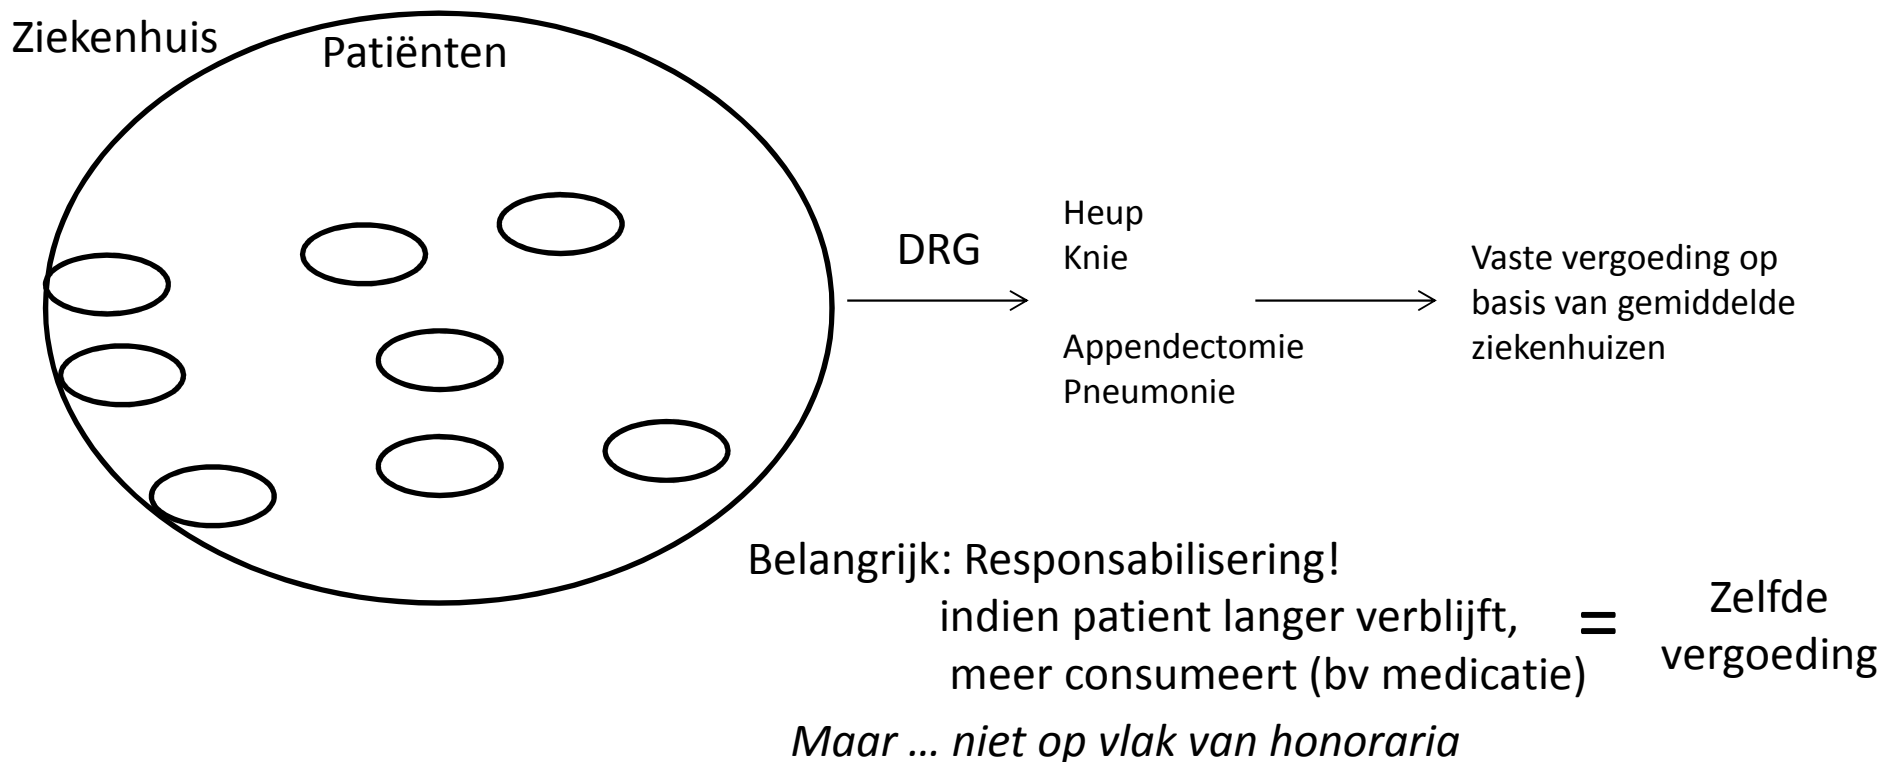 Ziekenhuis
Patiënten
DRG
Heup
Knie
Appendectomie
Pneumonie
Vaste vergoeding op
basis van gemiddelde
ziekenhuizen
Belangrijk: Responsabilisering!
indien patient langer verblijft,
meer consumeert (bv medicatie)
=
Zelfde
vergoeding
Maar ... niet op vlak van honoraria